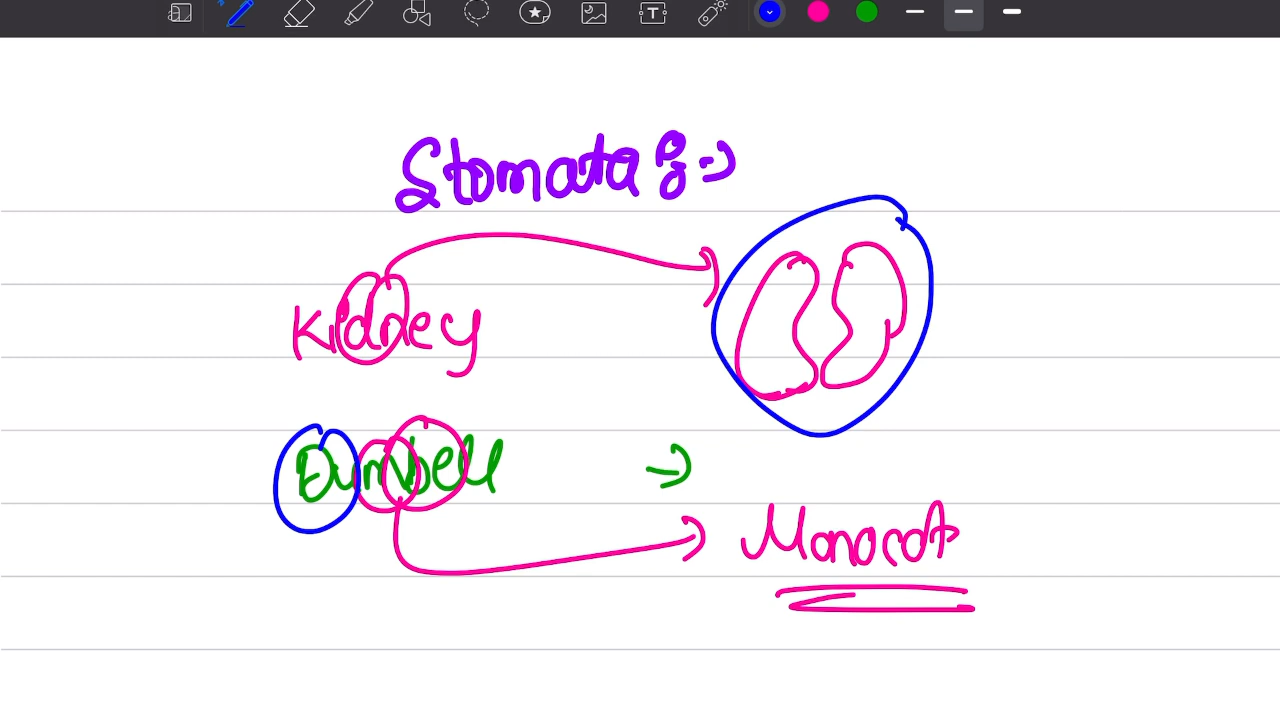 Stomata :→
Kidney
Dumbell →
Monocot